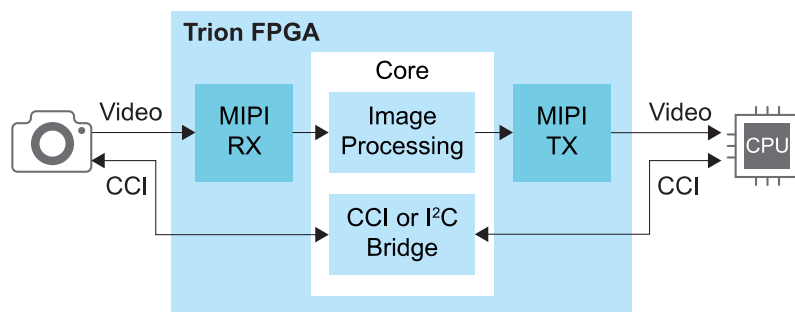 Trion FPGA
Core
Video
MIPI
RX
Image
Processing
MIPI
TX
Video
CPU
CCI
CCI or I²C
Bridge
CCI